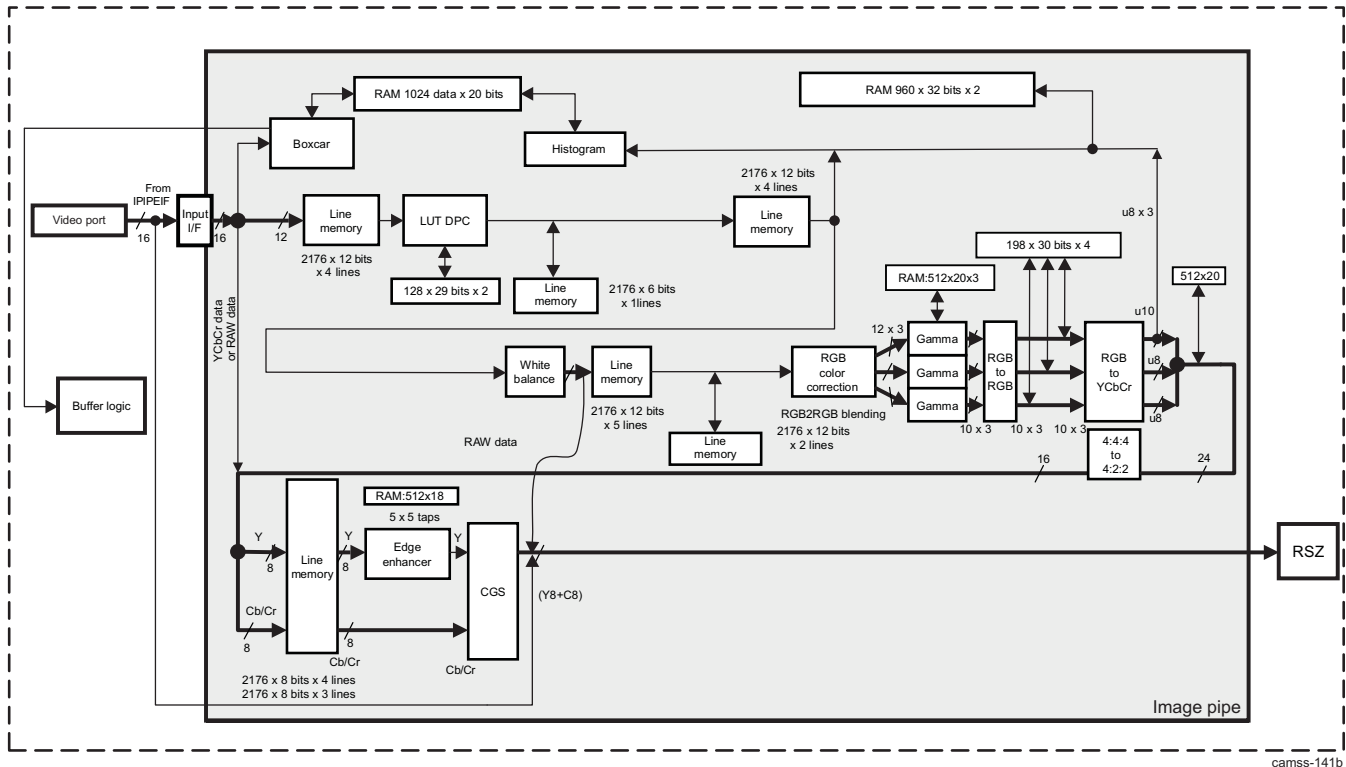 RAM 1024 data x 20 bits
RAM 960 x 32 bits x 2
Boxcar
Histogram
2176 x 12 bits
x 4 lines
From
IPIPEIF
Video port
16
Input
I/F
16
12
Line
memory
2176 x 12 bits
x 4 lines
LUT DPC
128 x 29 bits x 2
Line
memory
2176 x 6 bits
x 1lines
Line
memory
u8 x 3
198 x 30 bits x 4
RAM:512x20x3
512x20
u10
YCbCr data
or RAW data
12 x 3
White
balance
Line
memory
2176 x 12 bits
x 5 lines
RGB
color
correction
Gamma
Gamma
Gamma
RGB
to
RGB
RGB
to
YCbCr
u8
u8
Buffer logic
RAW data
Line
memory
RGB2RGB blending
2176 x 12 bits
x 2 lines
10 x 3
10 x 3
10 x 3
4:4:4
to
4:2:2
16
24
RAM:512x18
5 x 5 taps
Y
8
Line
memory
Y
8
Edge
enhancer
Y
CGS
RSZ
(Y8+C8)
Cb/Cr
8
8
Cb/Cr
Cb/Cr
2176 x 8 bits x 4 lines
2176 x 8 bits x 3 lines
Image pipe
camss-141b